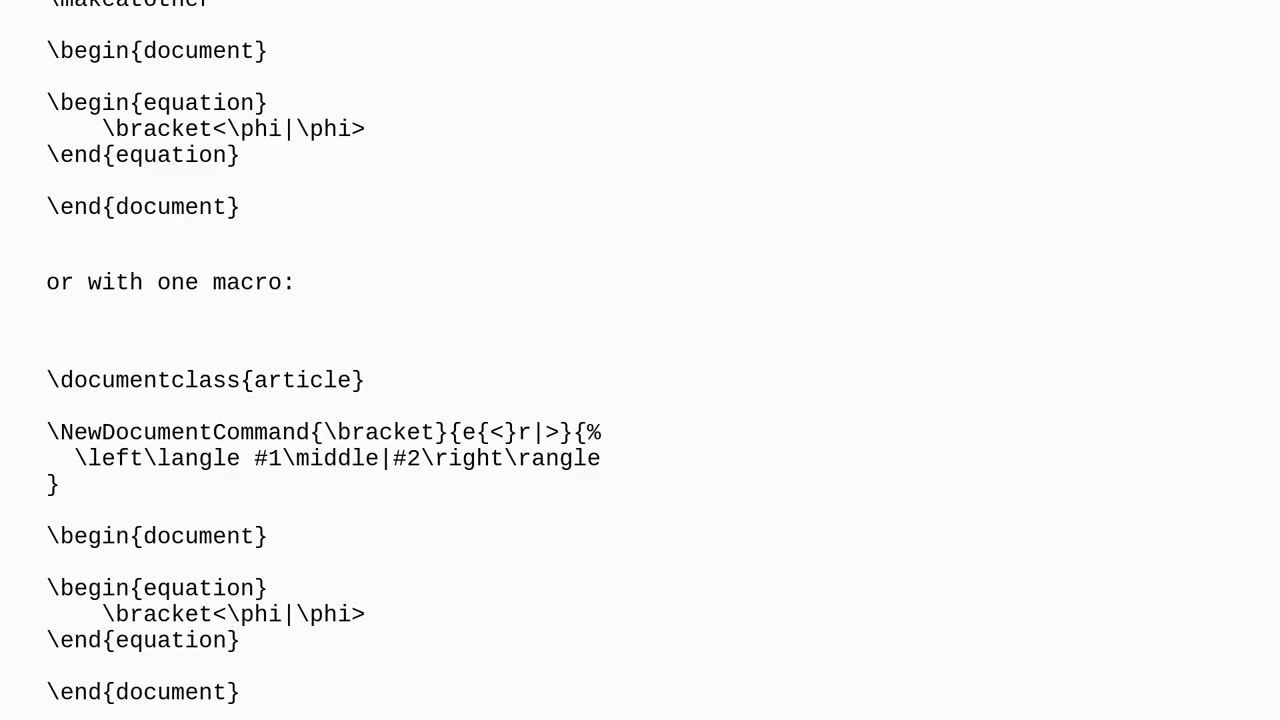 \makeatother
\begin{document}
\begin{equation}
    \bracket<\phi|\phi>
\end{equation}
\end{document}
or with one macro:
\documentclass{article}
\NewDocumentCommand{\bracket}{e{<}r|>}{%
  \left\langle #1\middle|#2\right\rangle
}
\begin{document}
\begin{equation}
    \bracket<\phi|\phi>
\end{equation}
\end{document}